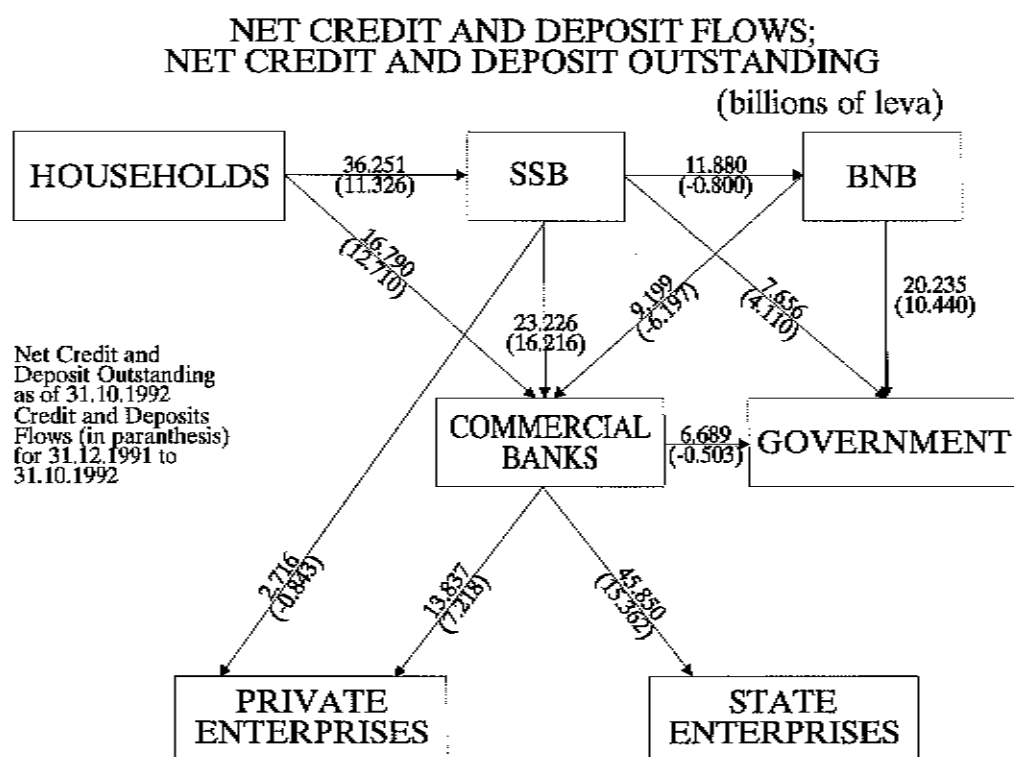 NET CREDIT AND DEPOSIT FLOWS;
NET CREDIT AND DEPOSIT OUTSTANDING
(billions of leva)
HOUSEHOLDS
36.251
(11.326)
SSB
11.880
(-0.800)
BNB
16.790
(12.710)
23.226
(16.216)
9.199
(-6.197)
7.656
(4.110)
20.235
(10.440)
Net Credit and
Deposit Outstanding
as of 31.10.1992
Credit and Deposits
Flows (in paranthesis)
for 31.12.1991 to
31.10.1992
COMMERCIAL
BANKS
6.689
(-0.503)
GOVERNMENT
2.716
(-0.843)
13.837
(7.218)
45.850
(15.362)
PRIVATE
ENTERPRISES
STATE
ENTERPRISES